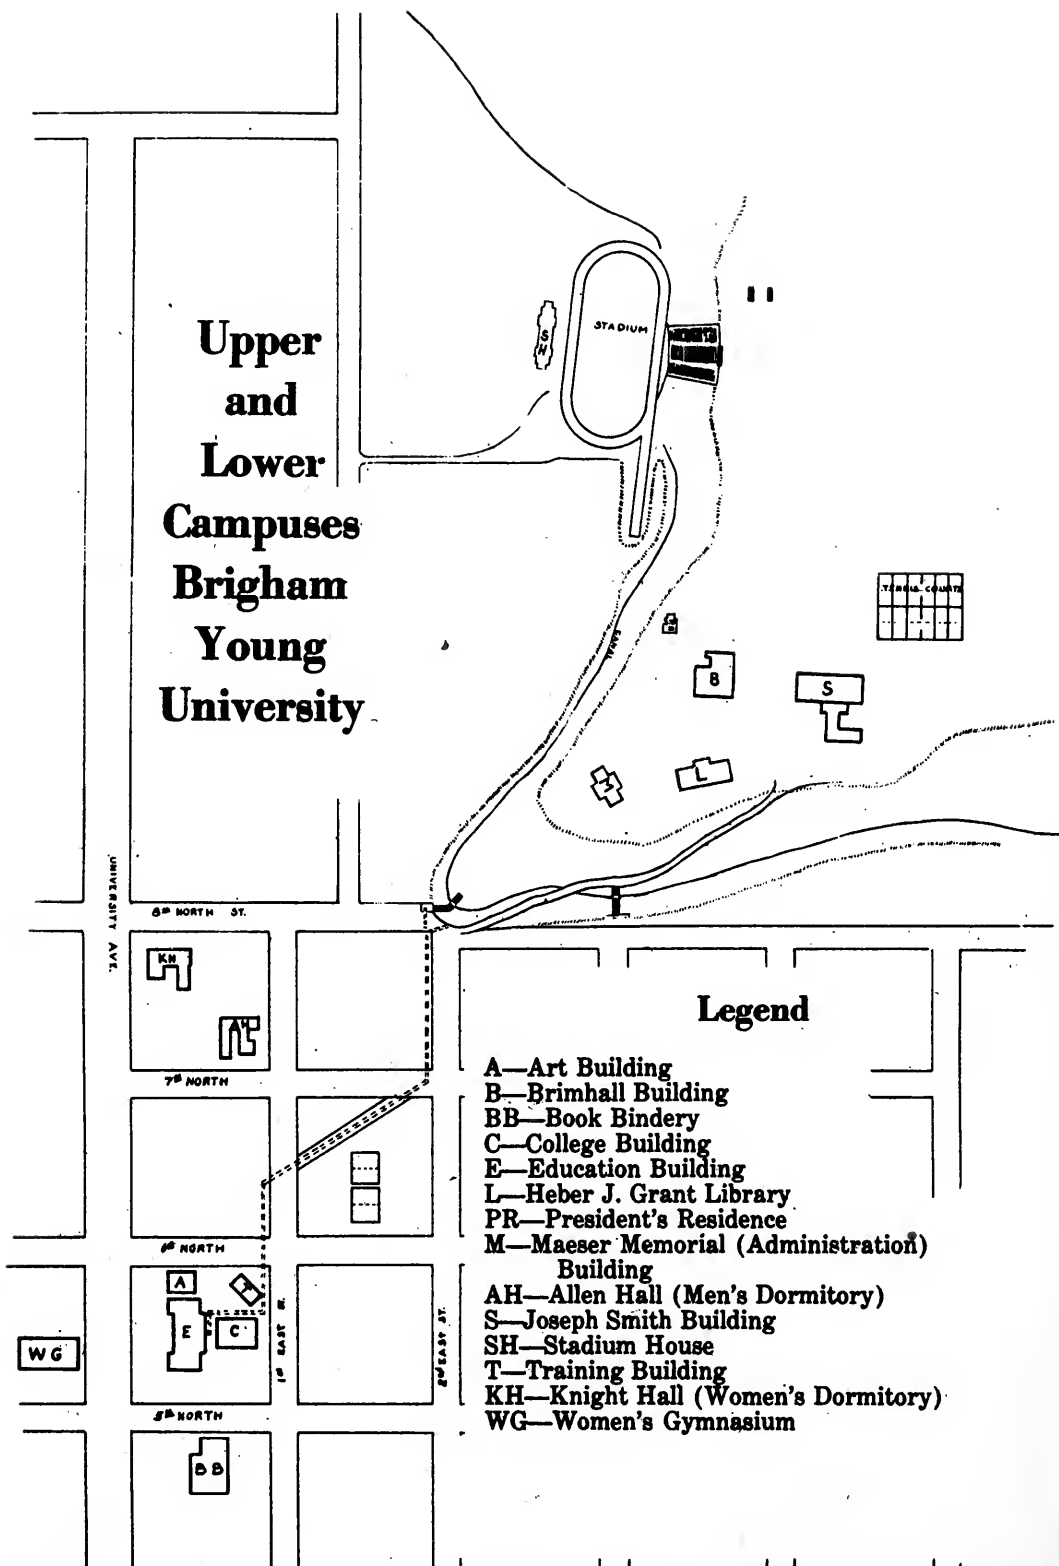 Upper
and
Lower
Campuses
Brigham
Young
University
STADIUM
S
H
CANAL
TENNIS COURTS
B
S
L
UNIVERSITY AVE.
8th NORTH ST.
KH
AH
7th NORTH
6th NORTH
A
T
E
C
WG
1st EAST ST.
2nd EAST ST.
5th NORTH
BB
Legend
A—Art Building
B—Brimhall Building
BB—Book Bindery
C—College Building
E—Education Building
L—Heber J. Grant Library
PR—President's Residence
M—Maeser Memorial (Administration)
Building
AH—Allen Hall (Men's Dormitory)
S—Joseph Smith Building
SH—Stadium House
T—Training Building
KH—Knight Hall (Women's Dormitory)
WG—Women's Gymnasium